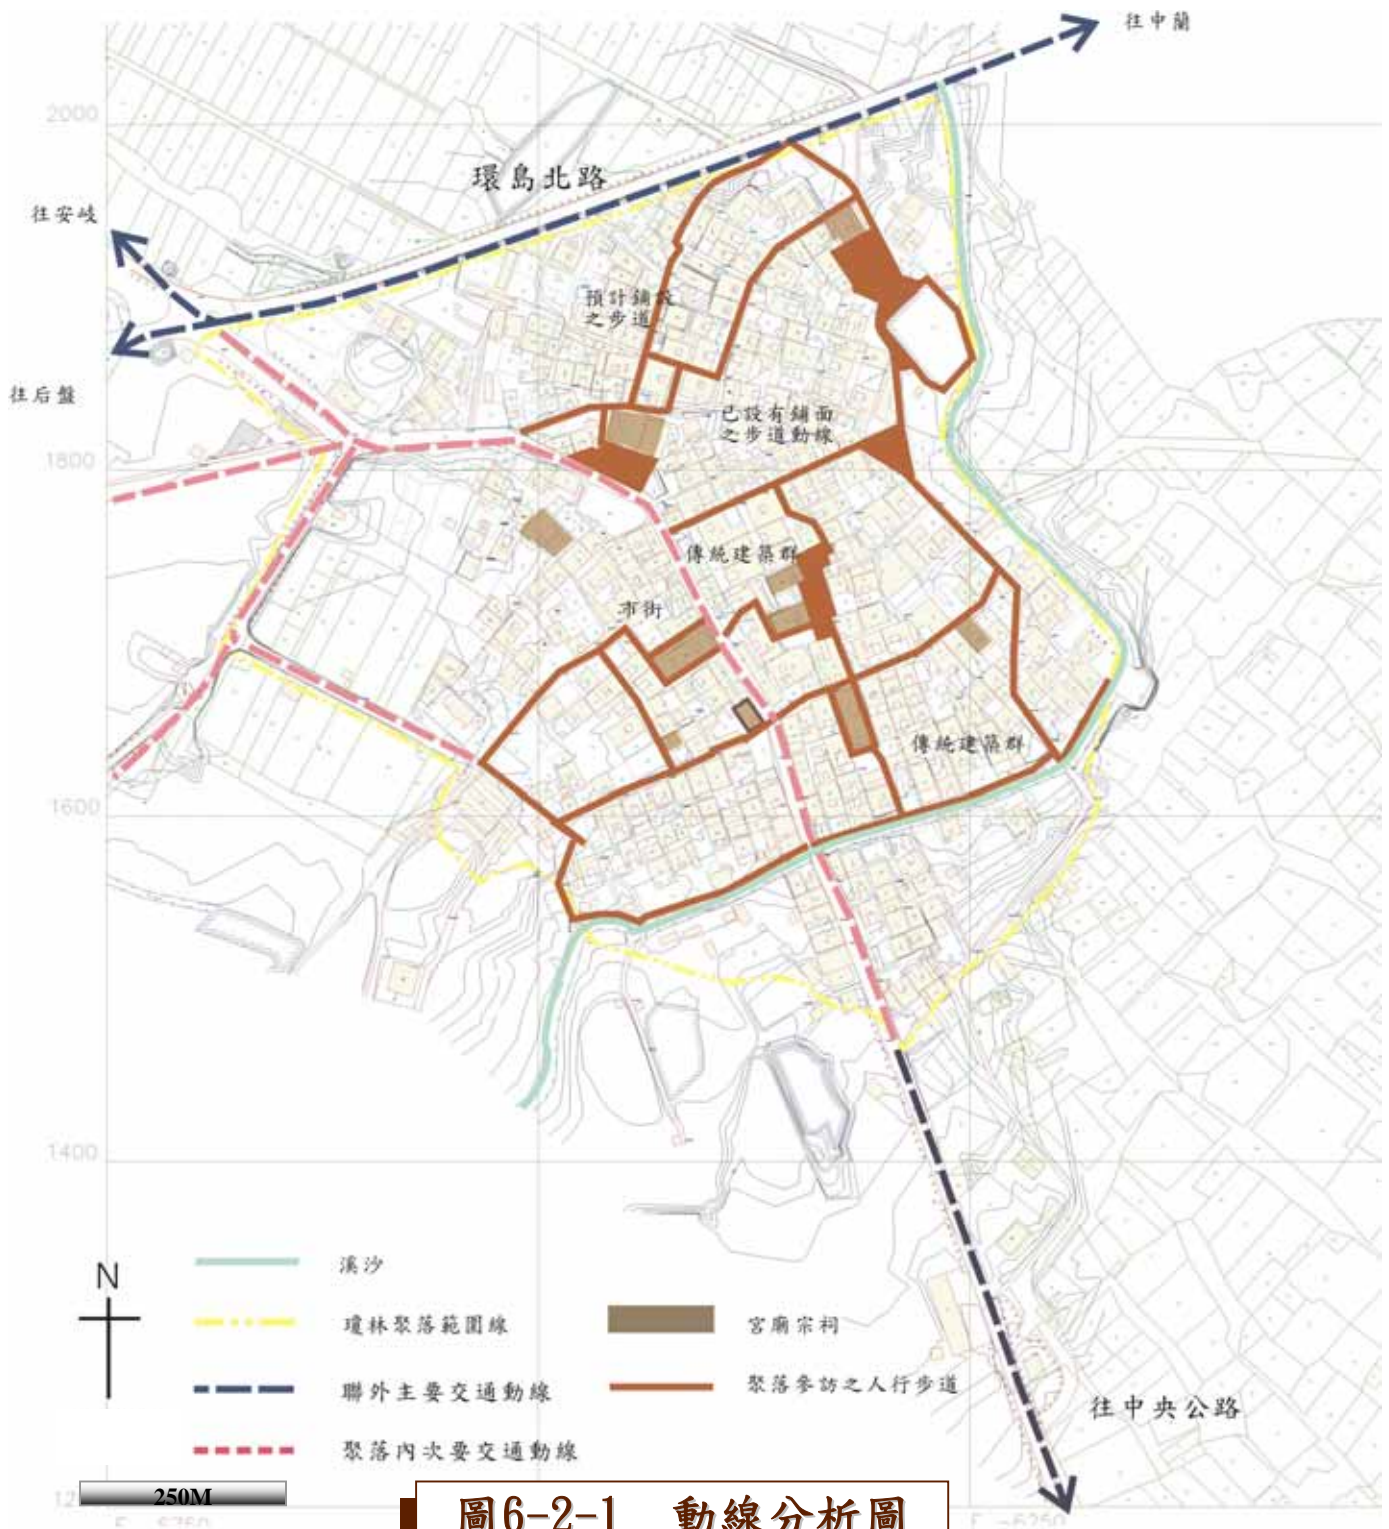 往中蘭
2000
環島北路
往安岐
預計鋪設
之步道
往后盤
已設有鋪面
之步道動線
1800
傳統建築群
市街
傳統建築群
1600
1400
N
溪沙
瓊林聚落範圍線
宮廟宗祠
聯外主要交通動線
聚落參訪之人行步道
往中央公路
聚落內次要交通動線
250M
圖6-2-1 動線分析圖